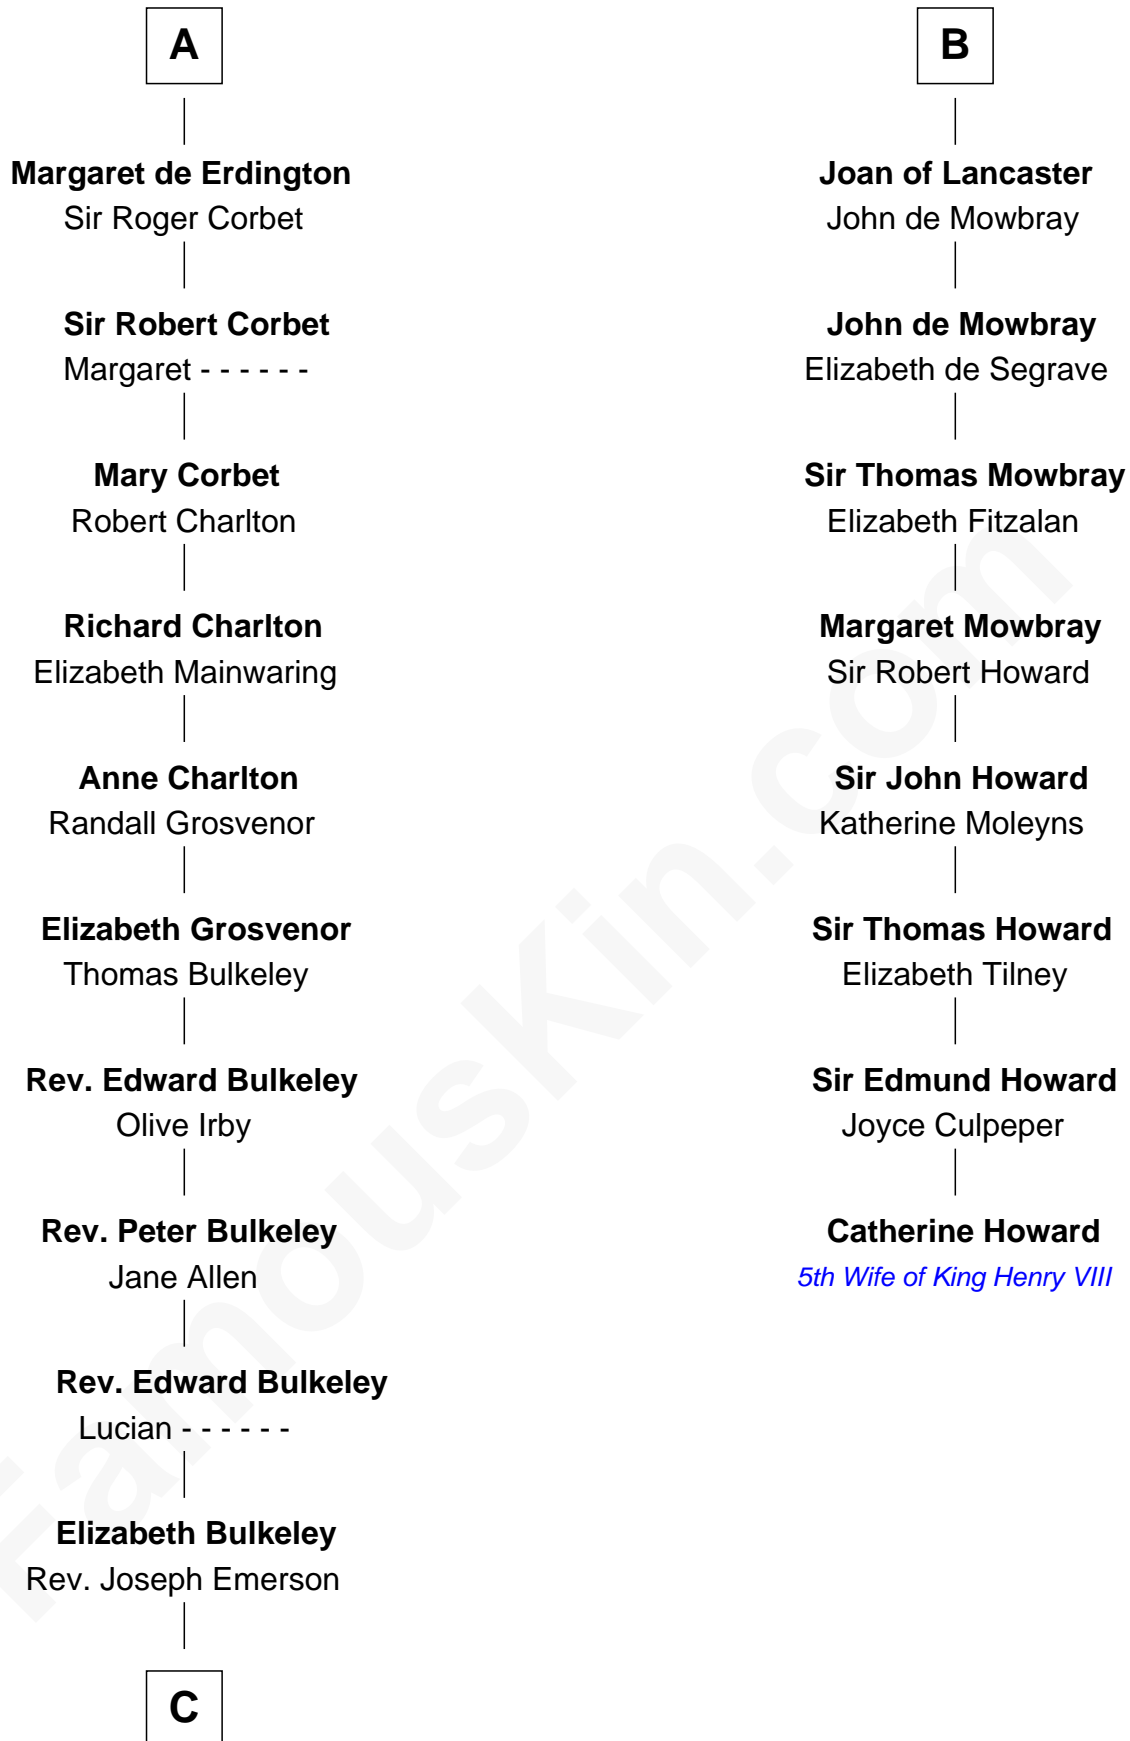 A
Margaret de Erdington
Sir Roger Corbet
Sir Robert Corbet
Margaret - - - - - -
Mary Corbet
Robert Charlton
Richard Charlton
Elizabeth Mainwaring
Anne Charlton
Randall Grosvenor
Elizabeth Grosvenor
Thomas Bulkeley
Rev. Edward Bulkeley
Olive Irby
Rev. Peter Bulkeley
Jane Allen
Rev. Edward Bulkeley
Lucian - - - - - -
Elizabeth Bulkeley
Rev. Joseph Emerson
C
B
Joan of Lancaster
John de Mowbray
John de Mowbray
Elizabeth de Segrave
Sir Thomas Mowbray
Elizabeth Fitzalan
Margaret Mowbray
Sir Robert Howard
Sir John Howard
Katherine Moleyns
Sir Thomas Howard
Elizabeth Tilney
Sir Edmund Howard
Joyce Culpeper
Catherine Howard
5th Wife of King Henry VIII
FamousKin.com